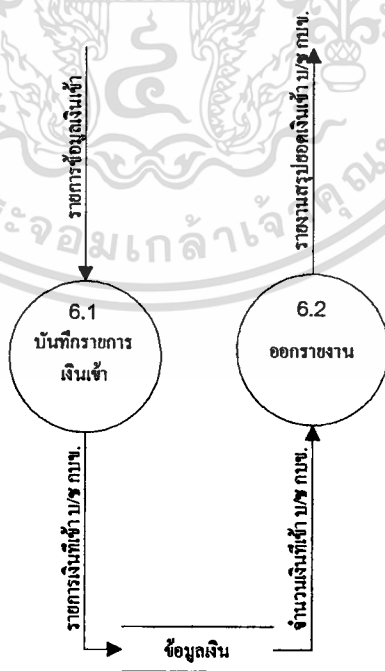 รายการข้อมูลเงินเข้า
รายงานสรุปยอดเงินเข้า บ/ช กบข.
6.1
บันทึกรายการ
เงินเข้า
6.2
ออกรายงาน
รายการเงินที่เข้า บ/ช กบข.
จำนวนเงินที่เข้า บ/ช กบข.
ข้อมูลเงิน